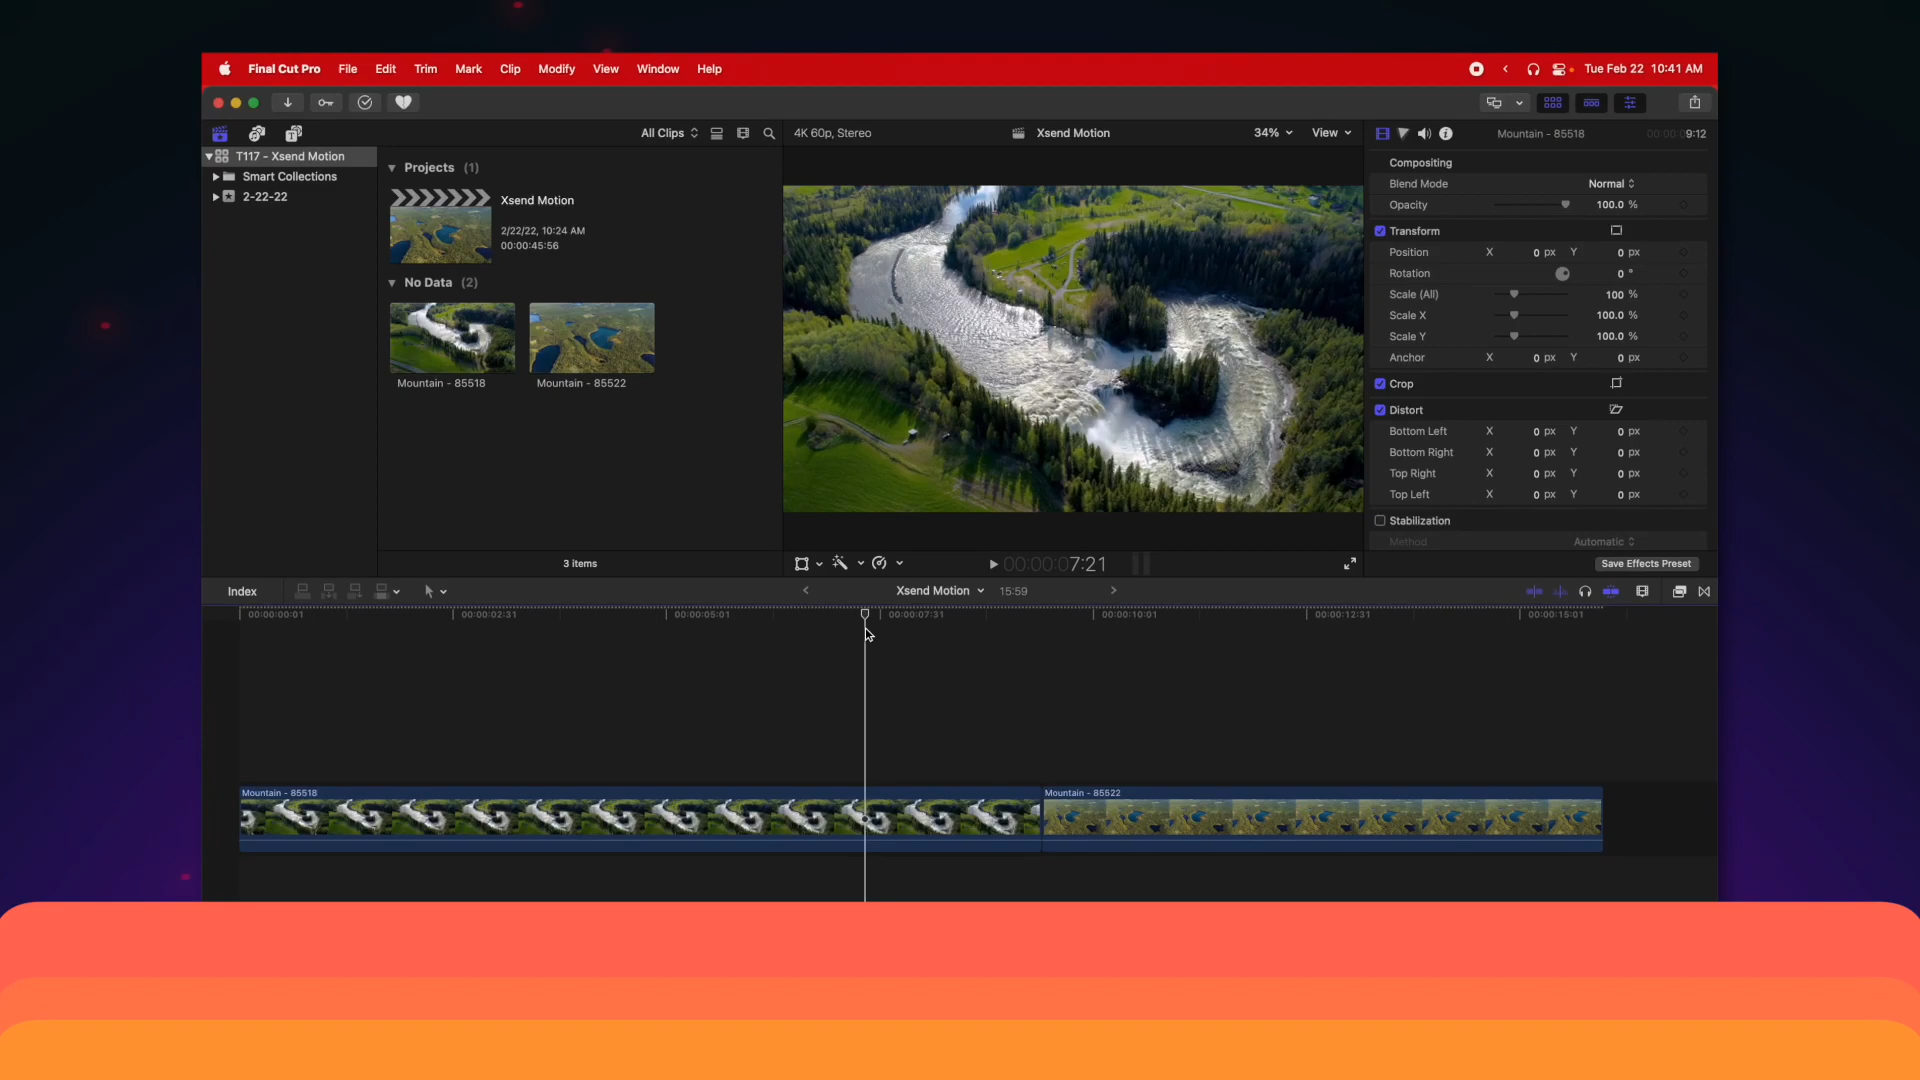 Final Cut Pro File Edit Trim Mark Clip Modify View Window Help Tue Feb 22 10:41 AM
All Clips 4K 60p, Stereo Xsend Motion 34% View Mountain - 85518 00:00:09:12
T117 - Xsend Motion
Smart Collections
2-22-22
Projects (1)
Xsend Motion
2/22/22, 10:24 AM
00:00:45:56
No Data (2)
Mountain - 85518 Mountain - 85522
3 items
Compositing
Blend Mode Normal
Opacity 100.0 %
Transform
Position X 0 px Y 0 px
Rotation 0 °
Scale (All) 100 %
Scale X 100.0 %
Scale Y 100.0 %
Anchor X 0 px Y 0 px
Crop
Distort
Bottom Left X 0 px Y 0 px
Bottom Right X 0 px Y 0 px
Top Right X 0 px Y 0 px
Top Left X 0 px Y 0 px
Stabilization
Method Automatic
00:00:07:21 Save Effects Preset
Index Xsend Motion 15:59
00:00:00:01 00:00:02:31 00:00:05:01 00:00:07:31 00:00:10:01 00:00:12:31 00:00:15:01
Mountain - 85518 Mountain - 85522